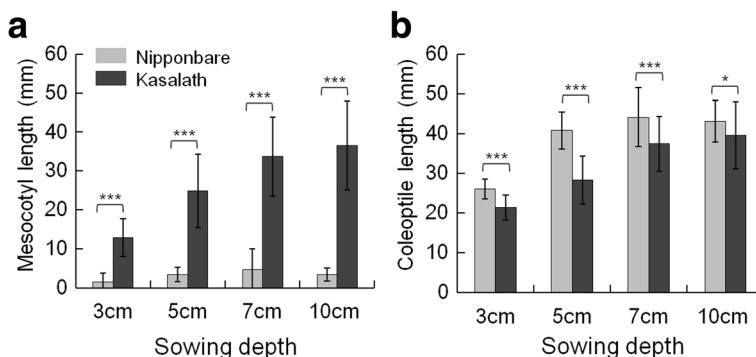 a
Mesocotyl length (mm)
60
50
40
30
20
10
0
Nipponbare
Kasalath
***
***
***
***
3cm 5cm 7cm 10cm
Sowing depth
b
Coleoptile length (mm)
60
50
40
30
20
10
0
***
***
***
*
3cm 5cm 7cm 10cm
Sowing depth